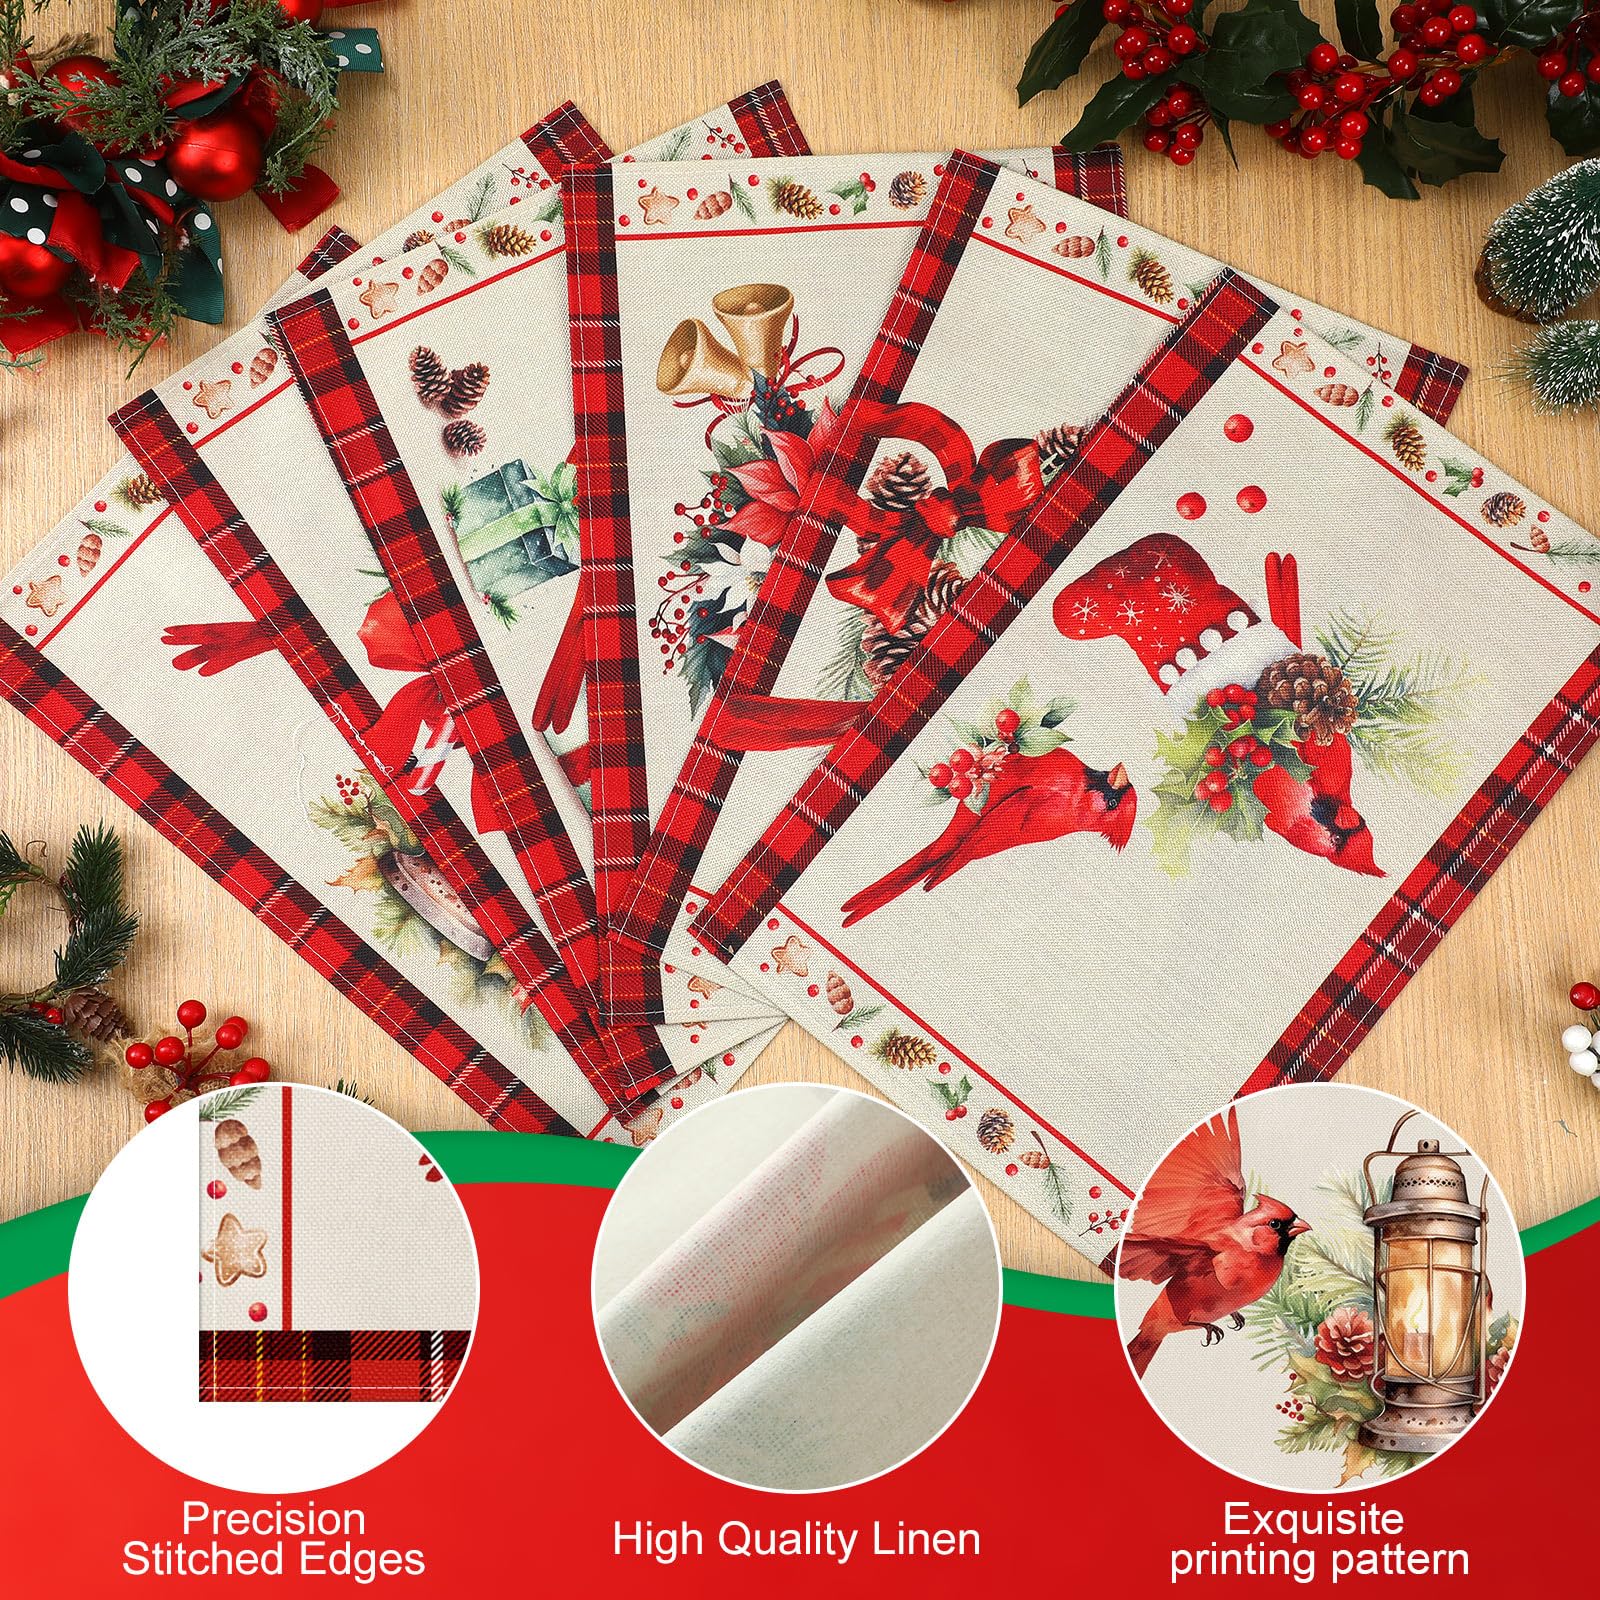 Precision
Stitched Edges
High Quality Linen
Exquisite
printing pattern